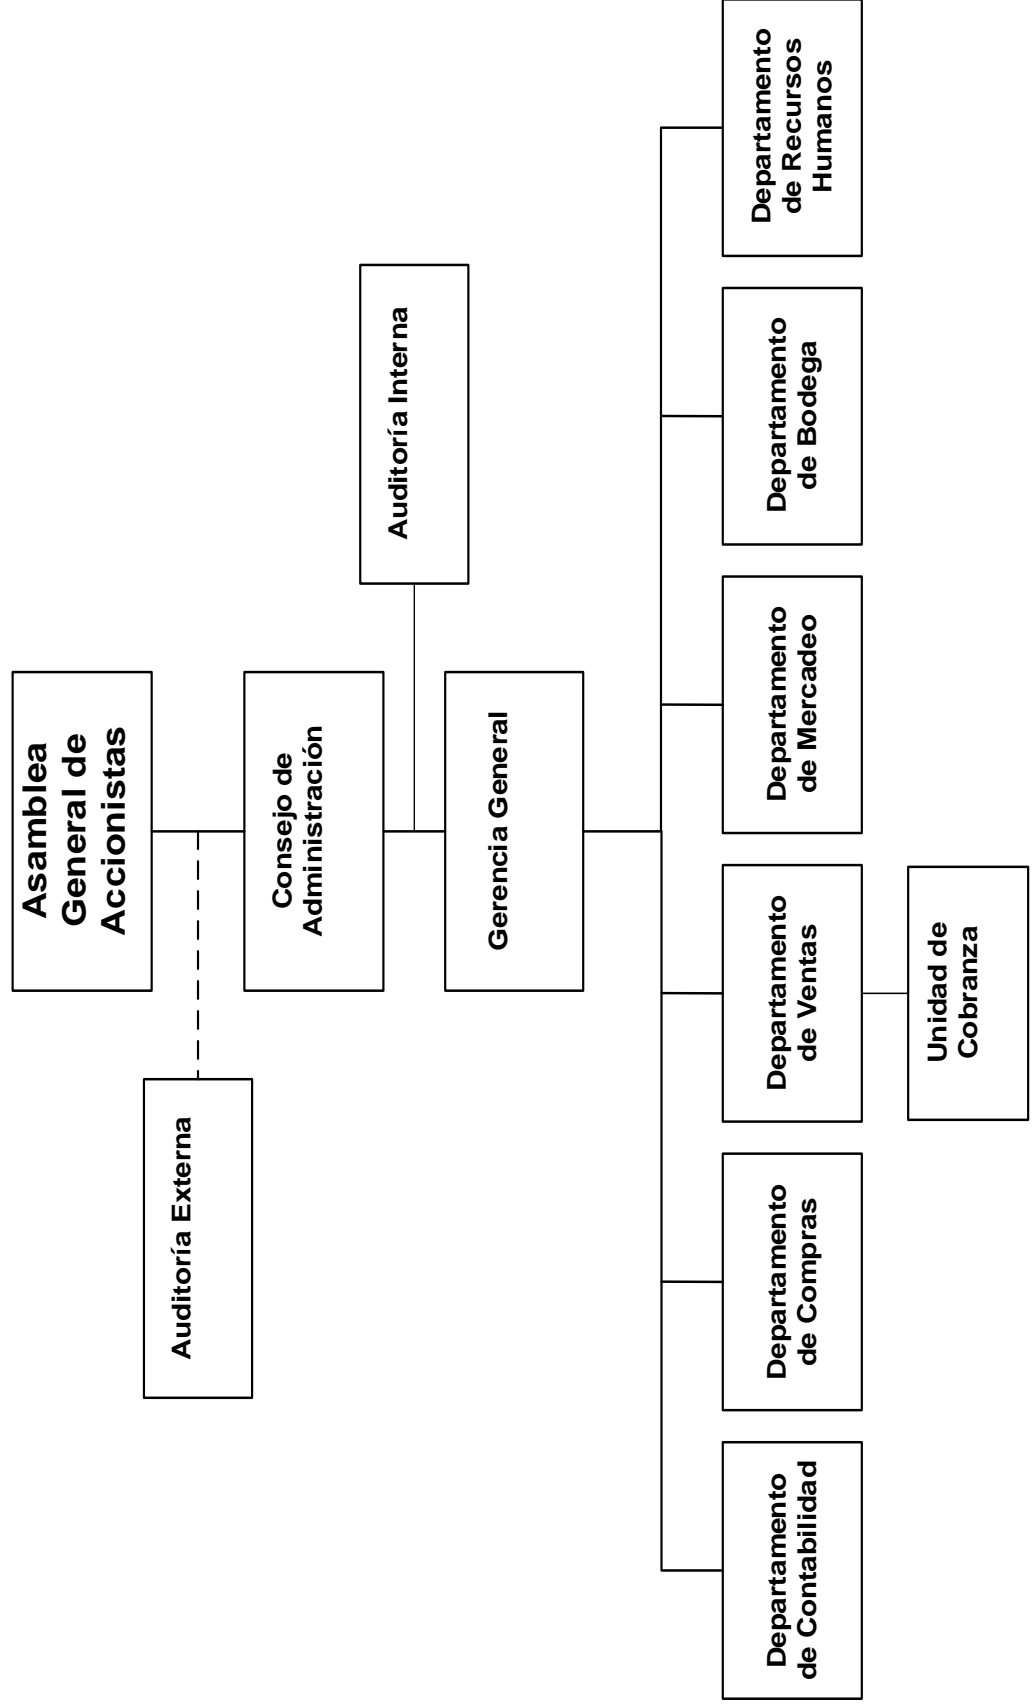 Asamblea
General de
Accionistas
Auditoría Externa
Consejo de
Administración
Auditoría Interna
Gerencia General
Departamento
de Contabilidad
Departamento
de Compras
Departamento
de Ventas
Departamento
de Mercadeo
Departamento
de Bodega
Departamento
de Recursos
Humanos
Unidad de
Cobranza